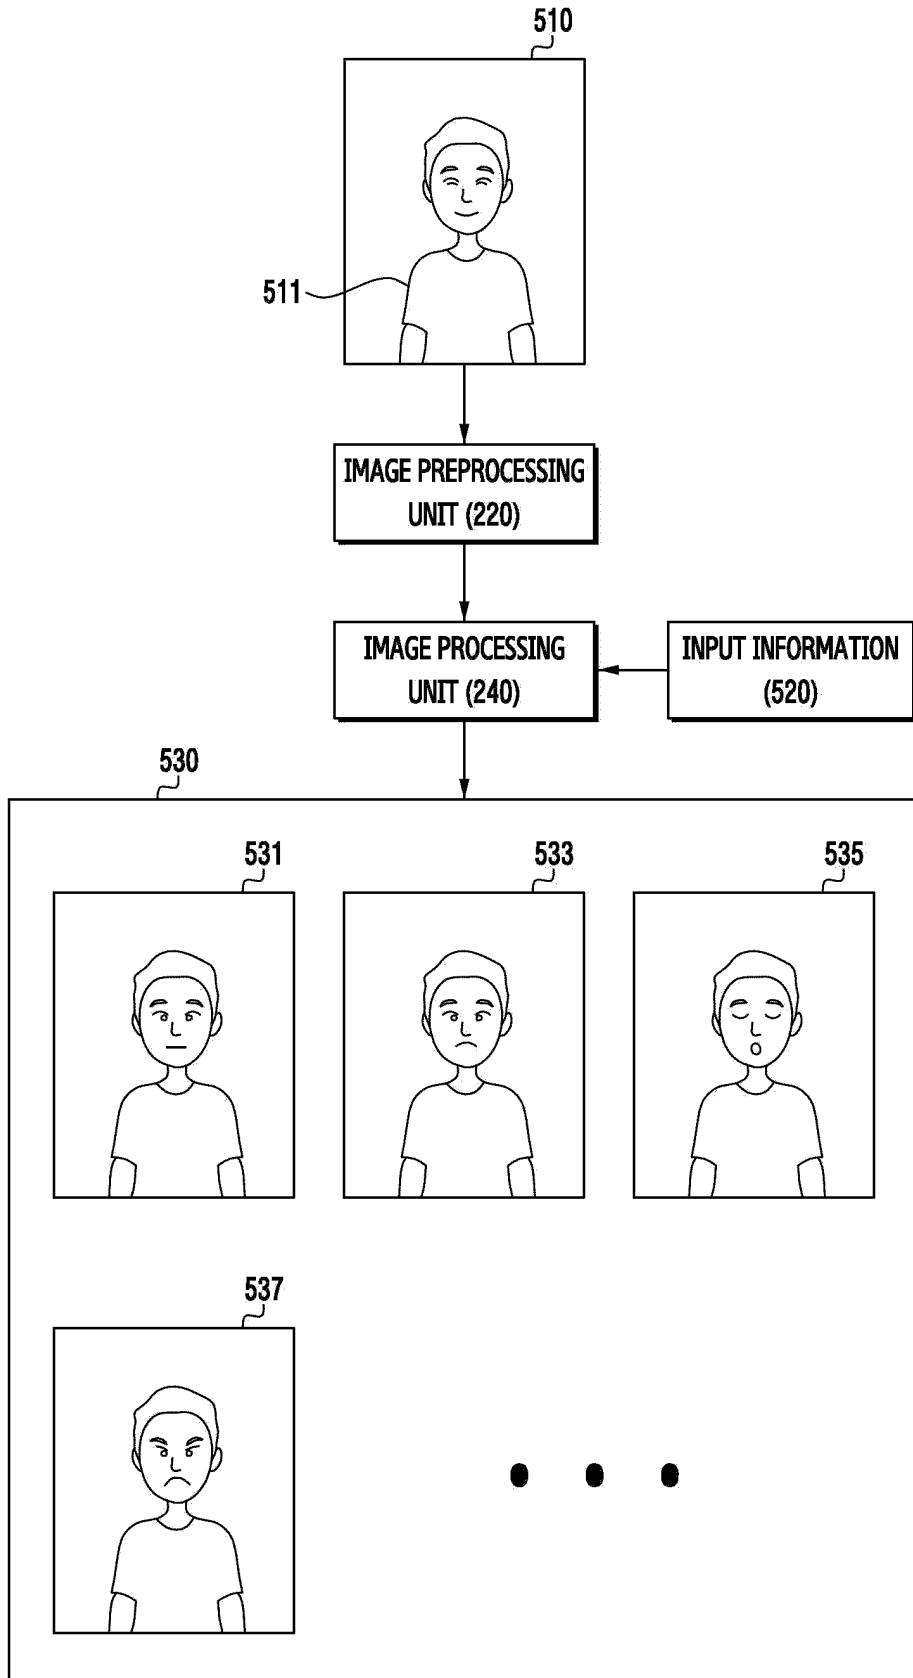 510
511
IMAGE PREPROCESSING
UNIT (220)
IMAGE PROCESSING
UNIT (240)
INPUT INFORMATION
(520)
530
531
533
535
537